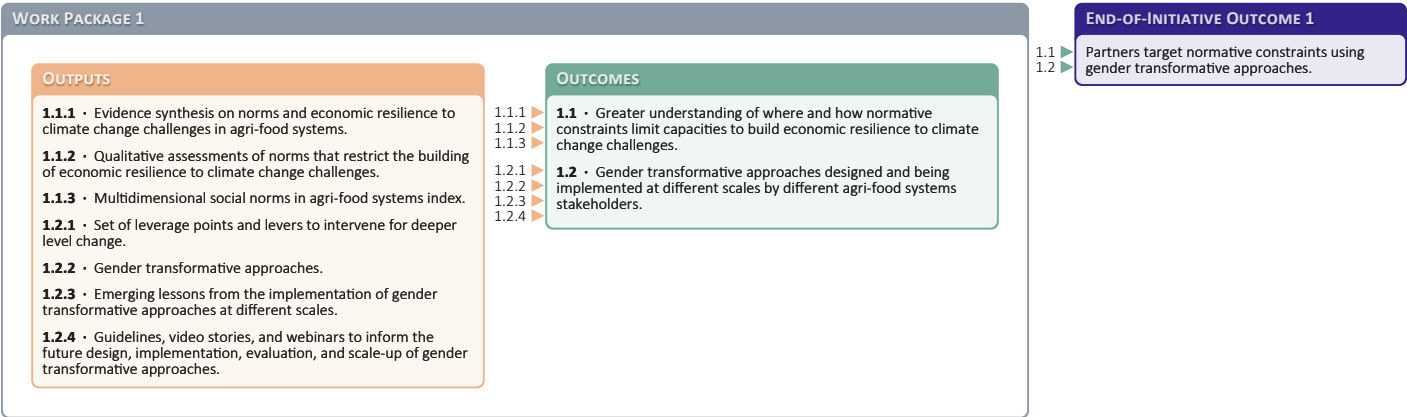 WORK PACKAGE 1
OUTPUTS
1.1.1 · Evidence synthesis on norms and economic resilience to
climate change challenges in agri-food systems.
1.1.2 · Qualitative assessments of norms that restrict the building
of economic resilience to climate change challenges.
1.1.3 · Multidimensional social norms in agri-food systems index.
1.2.1 · Set of leverage points and levers to intervene for deeper
level change.
1.2.2 · Gender transformative approaches.
1.2.3 · Emerging lessons from the implementation of gender
transformative approaches at different scales.
1.2.4 · Guidelines, video stories, and webinars to inform the
future design, implementation, evaluation, and scale-up of gender
transformative approaches.
1.1.1
1.1.2
1.1.3
1.2.1
1.2.2
1.2.3
1.2.4
OUTCOMES
1.1 · Greater understanding of where and how normative
constraints limit capacities to build economic resilience to climate
change challenges.
1.2 · Gender transformative approaches designed and being
implemented at different scales by different agri-food systems
stakeholders.
1.1
1.2
END-OF-INITIATIVE OUTCOME 1
Partners target normative constraints using
gender transformative approaches.